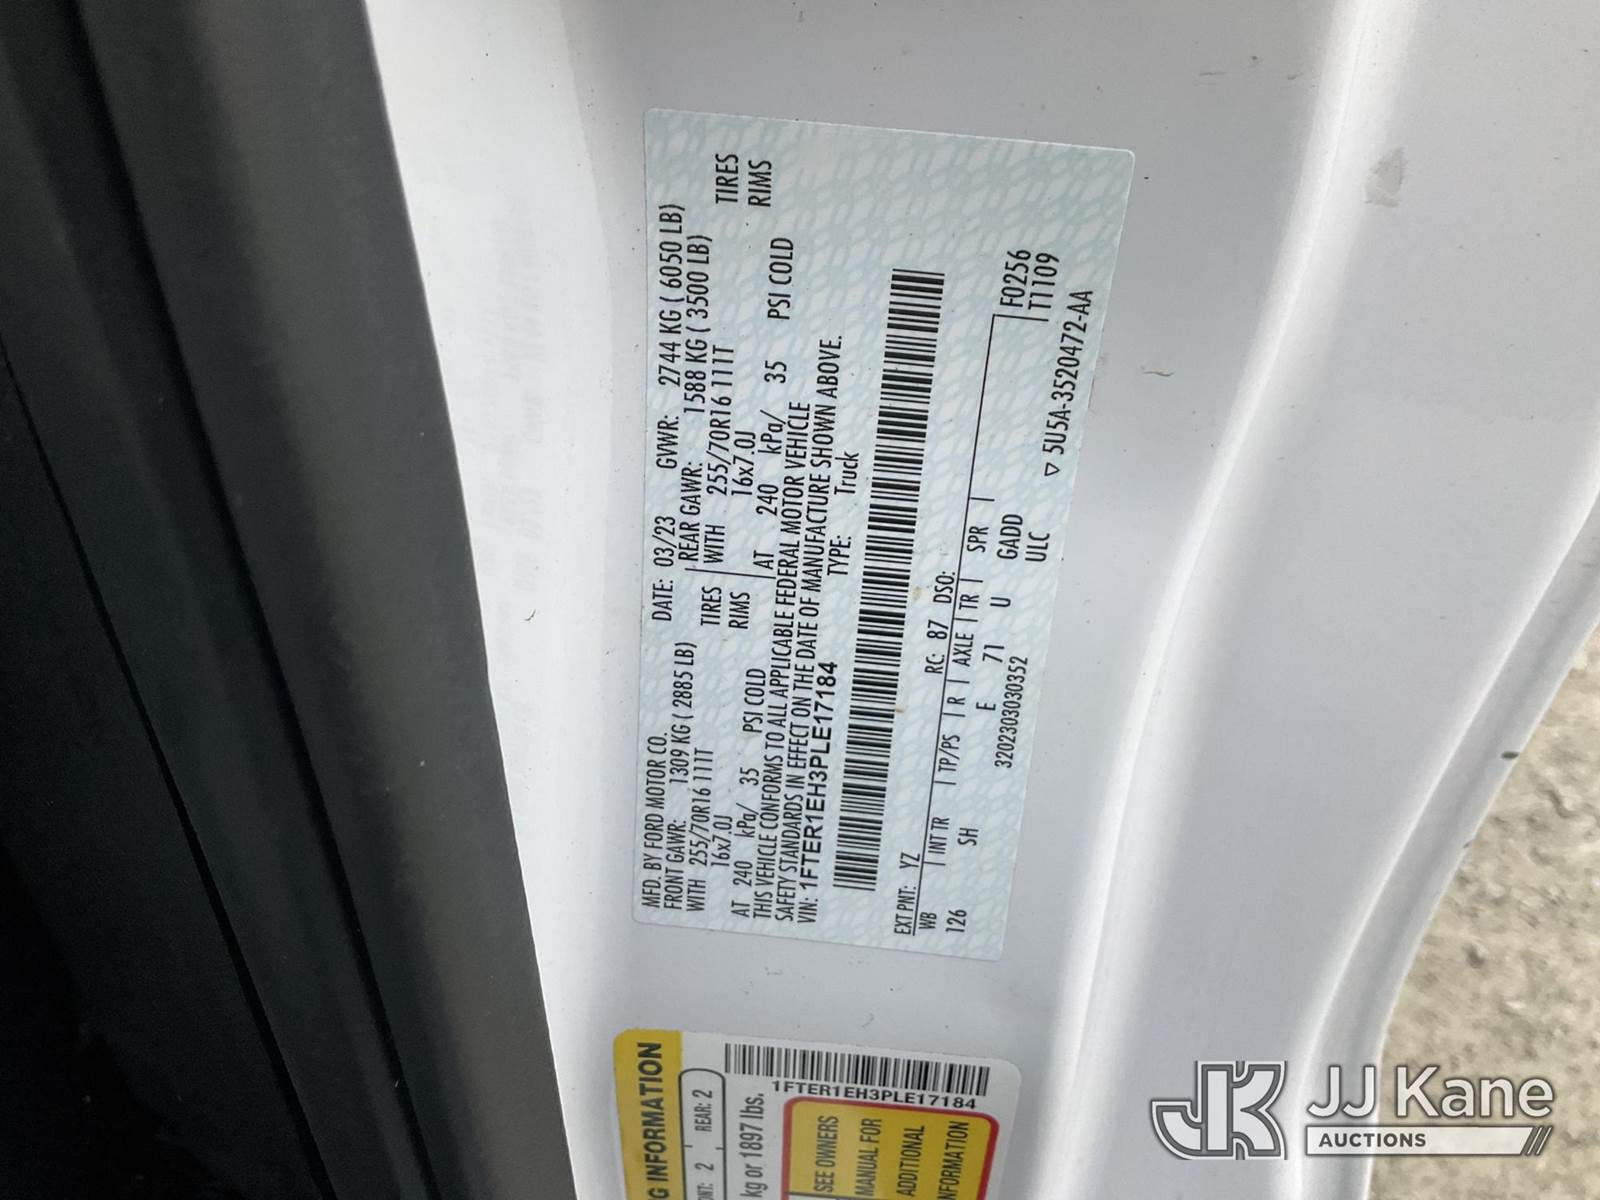 MFD. BY FORD MOTOR CO.
DATE: 03/23 GVWR: 2744 KG ( 6050 LB)
FRONT GAWR: 1309 KG ( 2885 LB) REAR GAWR: 1588 KG ( 3500 LB)
WITH 255/70R16 111T TIRES WITH 255/70R16 111T TIRES
16x7.0J RIMS 16x7.0J RIMS
AT 240 kPa/ 35 PSI COLD AT 240 kPa/ 35 PSI COLD
THIS VEHICLE CONFORMS TO ALL APPLICABLE FEDERAL MOTOR VEHICLE
SAFETY STANDARDS IN EFFECT ON THE DATE OF MANUFACTURE SHOWN ABOVE.
VIN: 1FTER1EH3PLE17184 TYPE: Truck
EXT PNT: YZ RC: 87 DSO:
WB INT TR TP/PS R AXLE TR SPR F0256
126 SH E 71 U GADD T1109
3202303030352 ULC
▽ 5U5A-3520472-AA
G INFORMATION
ONT: 2 REAR: 2
kg or 1897 lbs.
1FTER1EH3PLE17184
SEE OWNERS
MANUAL FOR
ADDITIONAL
INFORMATION
JJ Kane
AUCTIONS